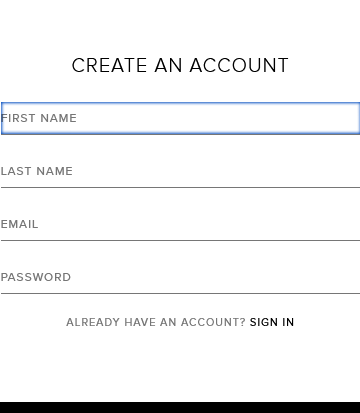 CREATE AN ACCOUNT
FIRST NAME
LAST NAME
EMAIL
PASSWORD
ALREADY HAVE AN ACCOUNT? SIGN IN